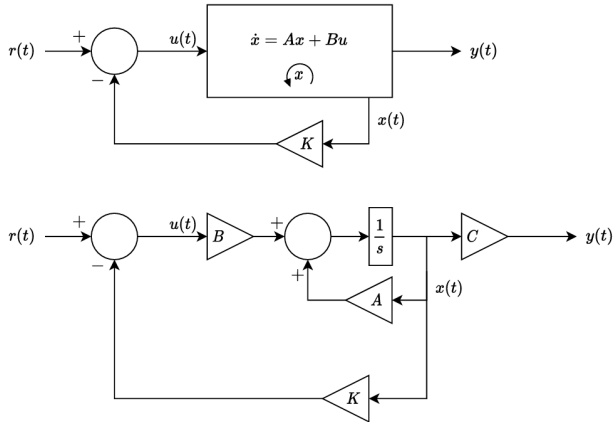 r(t) + − u(t) ẋ = Ax + Bu y(t)
x
x(t)
K
r(t) + − u(t) B + + 1/s C y(t)
A x(t)
K